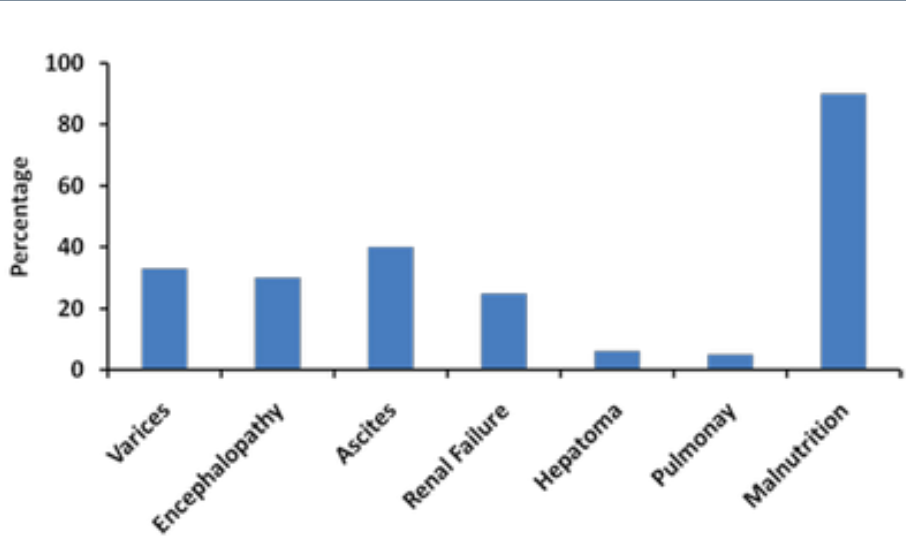 100
80
60
40
20
0
Percentage
Varices
Encephalopathy
Ascites
Renal Failure
Hepatoma
Pulmonay
Malnutrition